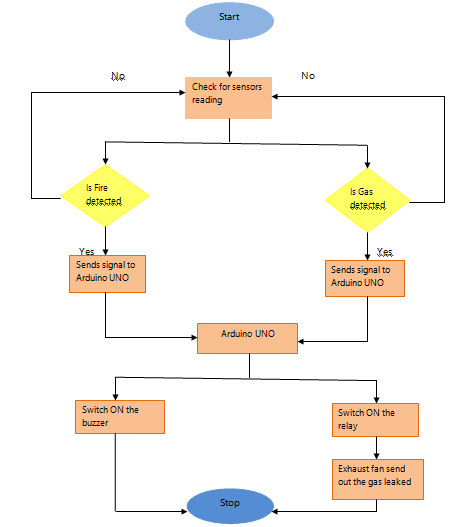 Start
No
No
Check for sensors
reading
Is Fire
detected
Is Gas
detected
Yes
Yes
Sends signal to
Arduino UNO
Sends signal to
Arduino UNO
Arduino UNO
Switch ON the
buzzer
Switch ON the
relay
Exhaust fan send
out the gas leaked
Stop